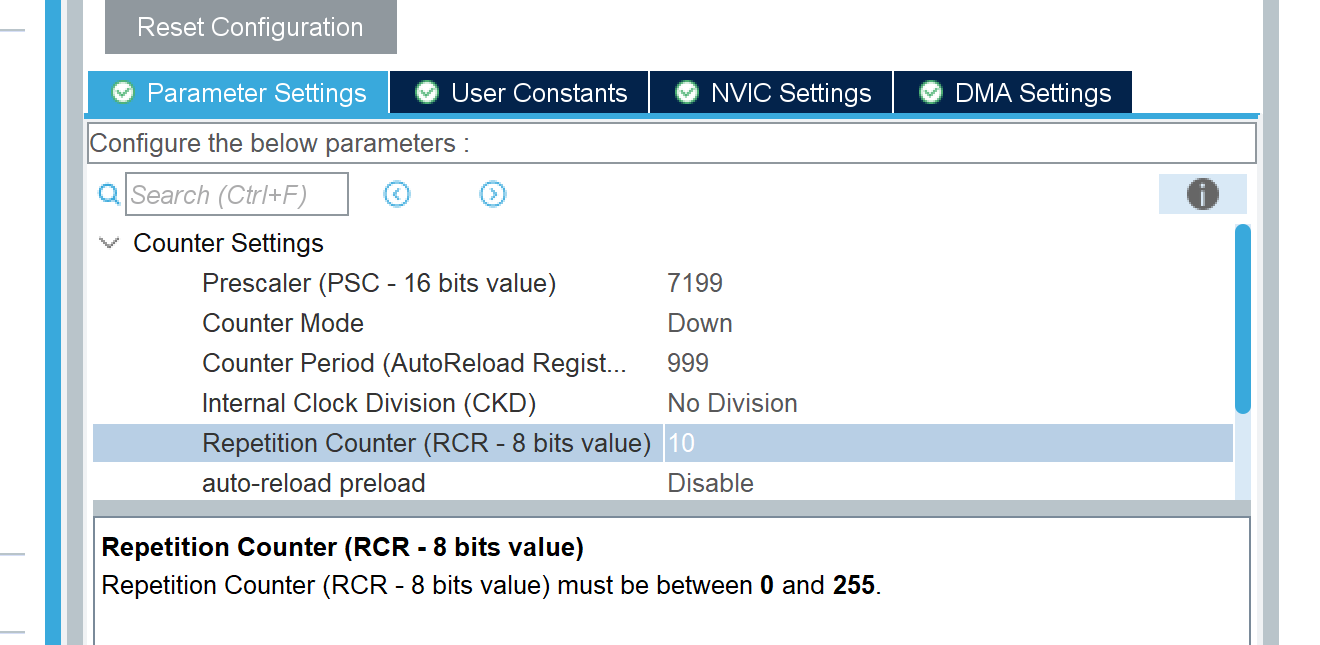 Reset Configuration
Parameter Settings User Constants NVIC Settings DMA Settings
Configure the below parameters :
Search (Ctrl+F)
Counter Settings
Prescaler (PSC - 16 bits value) 7199
Counter Mode Down
Counter Period (AutoReload Regist... 999
Internal Clock Division (CKD) No Division
Repetition Counter (RCR - 8 bits value) 10
auto-reload preload Disable
Repetition Counter (RCR - 8 bits value)
Repetition Counter (RCR - 8 bits value) must be between 0 and 255.